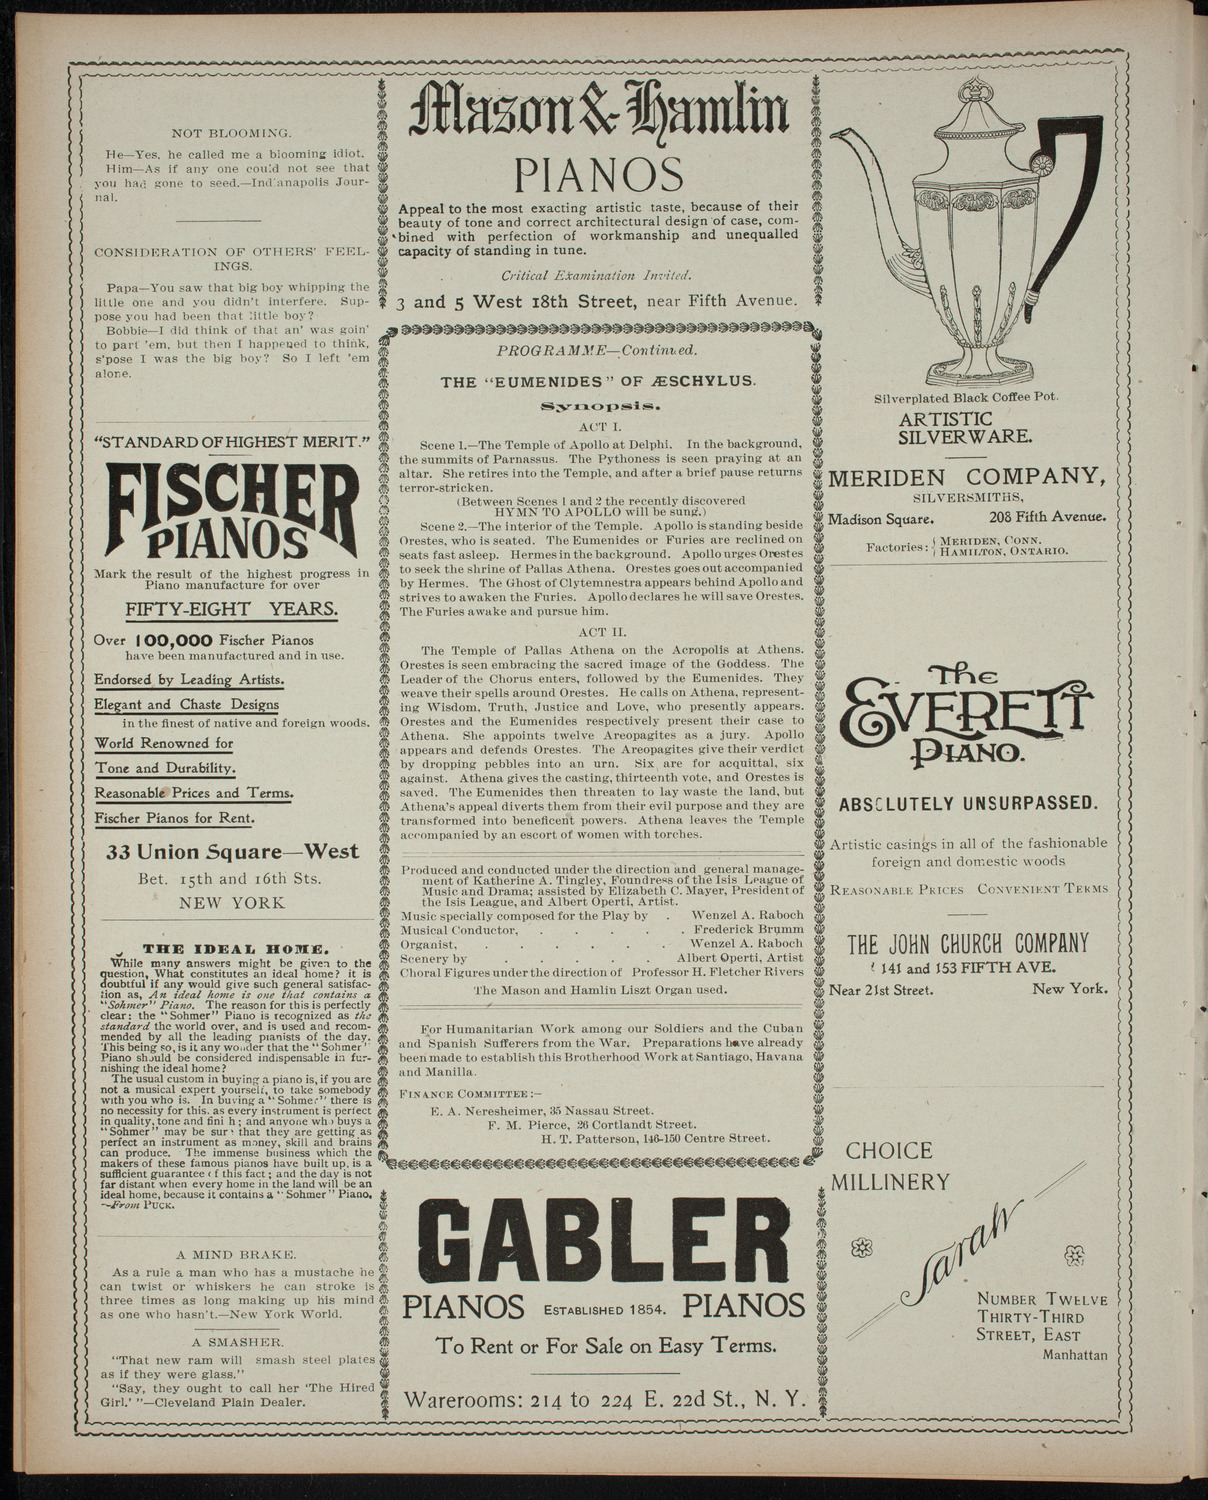 NOT BLOOMING.
He—Yes, he called me a blooming idiot.
Him—As if any one could not see that
you had gone to seed.—Indianapolis Jour-
nal.
CONSIDERATION OF OTHERS' FEEL-
INGS.
Papa—You saw that big boy whipping the
little one and you didn't interfere. Sup-
pose you had been that little boy?
Bobbie—I did think of that an' was goin'
to part 'em, but then I happened to think,
s'pose I was the big boy? So I left 'em
alone.
"STANDARD OF HIGHEST MERIT."
FISCHER
PIANOS
Mark the result of the highest progress in
Piano manufacture for over
FIFTY-EIGHT YEARS.
Over 100,000 Fischer Pianos
have been manufactured and in use.
Endorsed by Leading Artists.
Elegant and Chaste Designs
in the finest of native and foreign woods.
World Renowned for
Tone and Durability.
Reasonable Prices and Terms.
Fischer Pianos for Rent.
33 Union Square—West
Bet. 15th and 16th Sts.
NEW YORK
THE IDEAL HOME.
While many answers might be given to the
question, What constitutes an ideal home? it is
doubtful if any would give such general satisfac-
tion as, An ideal home is one that contains a
"Sohmer" Piano. The reason for this is perfectly
clear: the "Sohmer" Piano is recognized as the
standard the world over, and is used and recom-
mended by all the leading pianists of the day.
This being so, is it any wonder that the "Sohmer"
Piano should be considered indispensable in fur-
nishing the ideal home?
The usual custom in buying a piano is, if you are
not a musical expert yourself, to take somebody
with you who is. In buying a "Sohmer" there is
no necessity for this, as every instrument is perfect
in quality, tone and finish; and anyone who buys a
"Sohmer" may be sure that they are getting as
perfect an instrument as money, skill and brains
can produce. The immense business which the
makers of these famous pianos have built up, is a
sufficient guarantee of this fact; and the day is not
far distant when every home in the land will be an
ideal home, because it contains a "Sohmer" Piano.
—From PUCK.
A MIND BRAKE.
As a rule a man who has a mustache he
can twist or whiskers he can stroke is
three times as long making up his mind
as one who hasn't.—New York World.
A SMASHER.
"That new ram will smash steel plates
as if they were glass."
"Say, they ought to call her 'The Hired
Girl.' "—Cleveland Plain Dealer.
Mason & Hamlin
PIANOS
Appeal to the most exacting artistic taste, because of their
beauty of tone and correct architectural design of case, com-
bined with perfection of workmanship and unequalled
capacity of standing in tune.
Critical Examination Invited.
3 and 5 West 18th Street, near Fifth Avenue.
PROGRAMME—Continued.
THE "EUMENIDES" OF ÆSCHYLUS.
Synopsis.
ACT I.
Scene 1.—The Temple of Apollo at Delphi. In the background,
the summits of Parnassus. The Pythoness is seen praying at an
altar. She retires into the Temple, and after a brief pause returns
terror-stricken.
(Between Scenes 1 and 2 the recently discovered
HYMN TO APOLLO will be sung.)
Scene 2.—The interior of the Temple. Apollo is standing beside
Orestes, who is seated. The Eumenides or Furies are reclined on
seats fast asleep. Hermes in the background. Apollo urges Orestes
to seek the shrine of Pallas Athena. Orestes goes out accompanied
by Hermes. The Ghost of Clytemnestra appears behind Apollo and
strives to awaken the Furies. Apollo declares he will save Orestes.
The Furies awake and pursue him.
ACT II.
The Temple of Pallas Athena on the Acropolis at Athens.
Orestes is seen embracing the sacred image of the Goddess. The
Leader of the Chorus enters, followed by the Eumenides. They
weave their spells around Orestes. He calls on Athena, represent-
ing Wisdom, Truth, Justice and Love, who presently appears.
Orestes and the Eumenides respectively present their case to
Athena. She appoints twelve Areopagites as a jury. Apollo
appears and defends Orestes. The Areopagites give their verdict
by dropping pebbles into an urn. Six are for acquittal, six
against. Athena gives the casting, thirteenth vote, and Orestes is
saved. The Eumenides then threaten to lay waste the land, but
Athena's appeal diverts them from their evil purpose and they are
transformed into beneficent powers. Athena leaves the Temple
accompanied by an escort of women with torches.
Produced and conducted under the direction and general manage-
ment of Katherine A. Tingley, Foundress of the Isis League of
Music and Drama; assisted by Elizabeth C. Mayer, President of
the Isis League, and Albert Operti, Artist.
Music specially composed for the Play by . Wenzel A. Raboch
Musical Conductor, . . . . . Frederick Brumm
Organist, . . . . . . Wenzel A. Raboch
Scenery by . . . . . Albert Operti, Artist
Choral Figures under the direction of Professor H. Fletcher Rivers
The Mason and Hamlin Liszt Organ used.
For Humanitarian Work among our Soldiers and the Cuban
and Spanish Sufferers from the War. Preparations have already
been made to establish this Brotherhood Work at Santiago, Havana
and Manilla.
FINANCE COMMITTEE:—
E. A. Neresheimer, 35 Nassau Street.
F. M. Pierce, 26 Cortlandt Street.
H. T. Patterson, 146-150 Centre Street.
GABLER
PIANOS ESTABLISHED 1854. PIANOS
To Rent or For Sale on Easy Terms.
Warerooms: 214 to 224 E. 22d St., N. Y.
Silverplated Black Coffee Pot.
ARTISTIC
SILVERWARE.
MERIDEN COMPANY,
SILVERSMITHS,
Madison Square. 208 Fifth Avenue.
Factories: { MERIDEN, CONN.
HAMILTON, ONTARIO.
The
EVERETT
PIANO.
ABSOLUTELY UNSURPASSED.
Artistic casings in all of the fashionable
foreign and domestic woods
REASONABLE PRICES CONVENIENT TERMS
THE JOHN CHURCH COMPANY
141 and 153 FIFTH AVE.
Near 21st Street. New York.
CHOICE
MILLINERY
Sarah
NUMBER TWELVE
THIRTY-THIRD
STREET, EAST
Manhattan